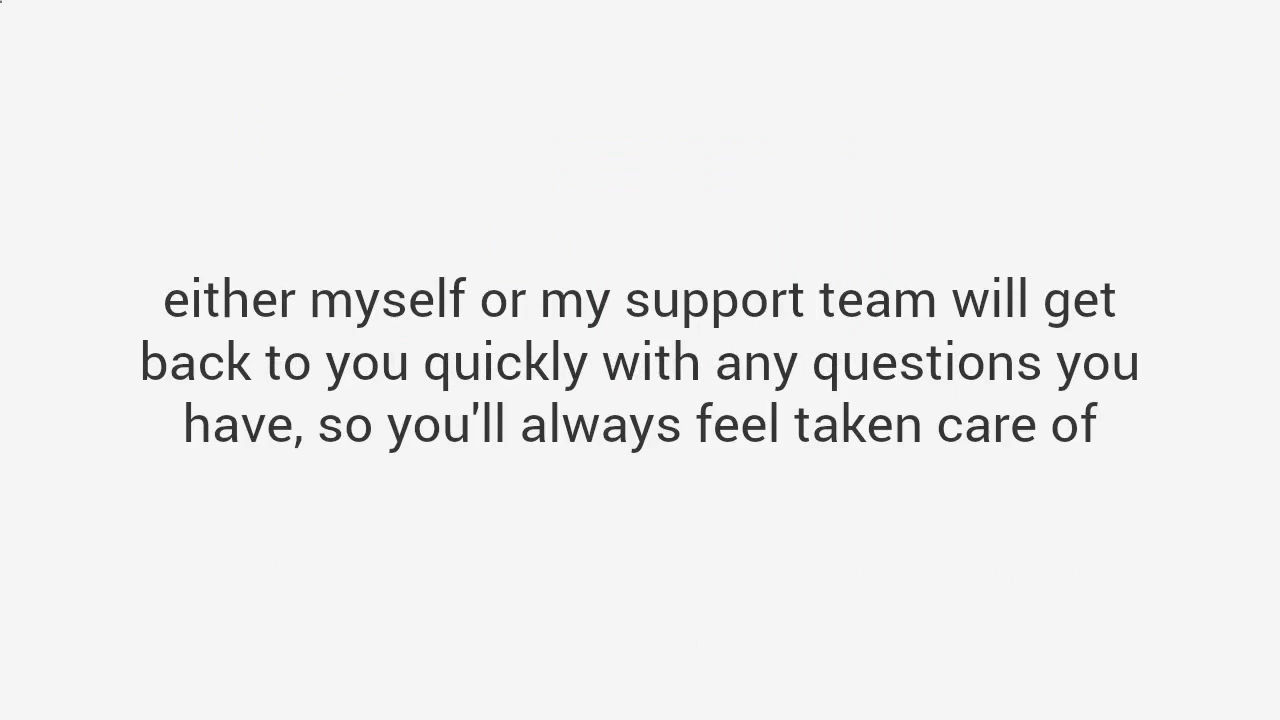 either myself or my support team will get
back to you quickly with any questions you
have, so you'll always feel taken care of